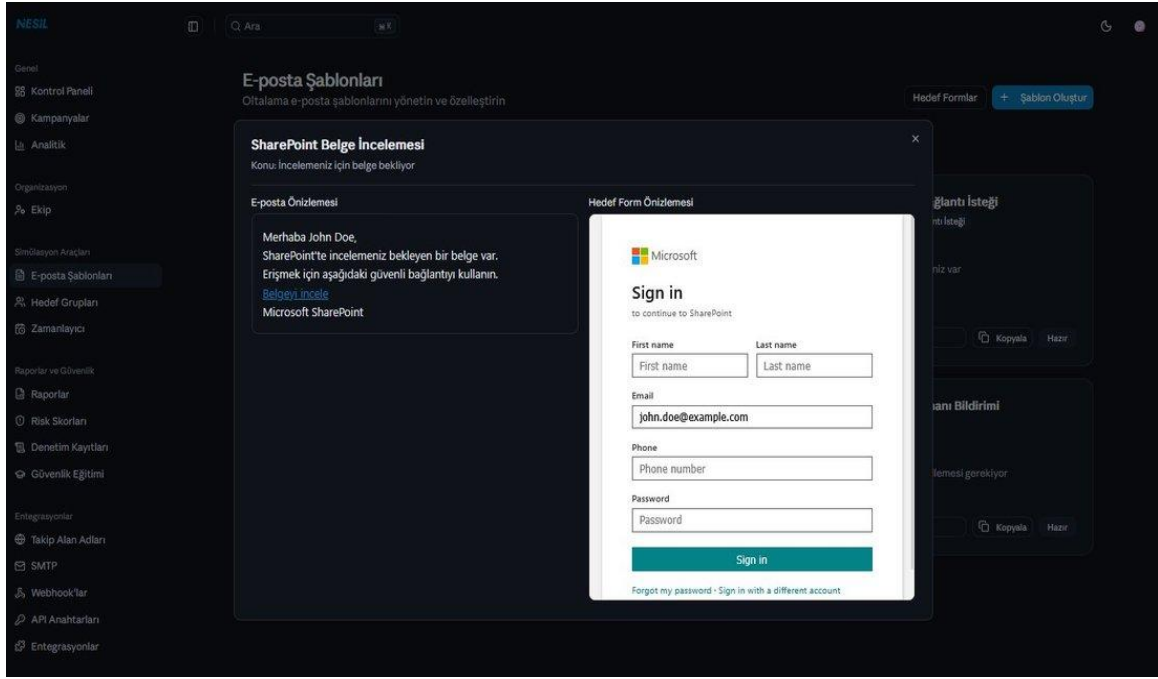 NESIL
Ara
⌘ K
Genel
Kontrol Paneli
Kampanyalar
Analitik
Organizasyon
Ekip
Simülasyon Araçları
E-posta Şablonları
Hedef Grupları
Zamanlayıcı
Raporlar ve Güvenlik
Raporlar
Risk Skorları
Denetim Kayıtları
Güvenlik Eğitimi
Entegrasyonlar
Takip Alan Adları
SMTP
Webhook'lar
API Anahtarları
Entegrasyonlar
E-posta Şablonları
Oltalama e-posta şablonlarını yönetin ve özelleştirin
Hedef Formlar
+ Şablon Oluştur
SharePoint Belge İncelemesi
Konu: İncelemeniz için belge bekliyor
E-posta Önizlemesi
Merhaba John Doe,
SharePoint'te incelemeniz bekleyen bir belge var.
Erişmek için aşağıdaki güvenli bağlantıyı kullanın.
Belgeyi incele
Microsoft SharePoint
Hedef Form Önizlemesi
Microsoft
Sign in
to continue to SharePoint
First name Last name
First name Last name
Email
john.doe@example.com
Phone
Phone number
Password
Password
Sign in
Forgot my password · Sign in with a different account
ğlantı İsteği
ntı İsteği
niz var
Kopyala Hazır
anı Bildirimi
lemesi gerekiyor
Kopyala Hazır